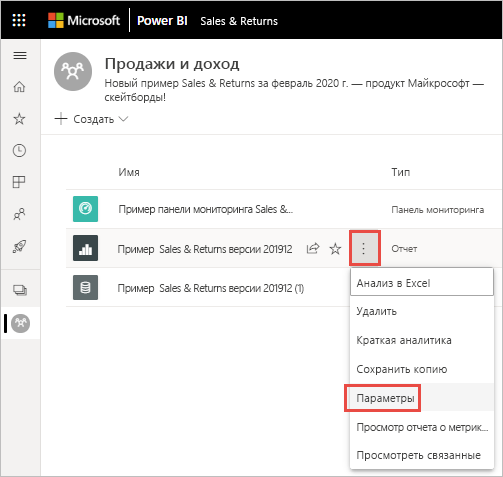 Microsoft Power BI Sales & Returns
Продажи и доход
Новый пример Sales & Returns за февраль 2020 г. — продукт Майкрософт —
скейтборды!
Создать
Имя Тип
Пример панели мониторинга Sales &... Панель мониторинга
Пример Sales & Returns версии 201912 Отчет
Пример Sales & Returns версии 201912 (1)
Анализ в Excel
Удалить
Краткая аналитика
Сохранить копию
Параметры
Просмотр отчета о метрик...
Просмотреть связанные